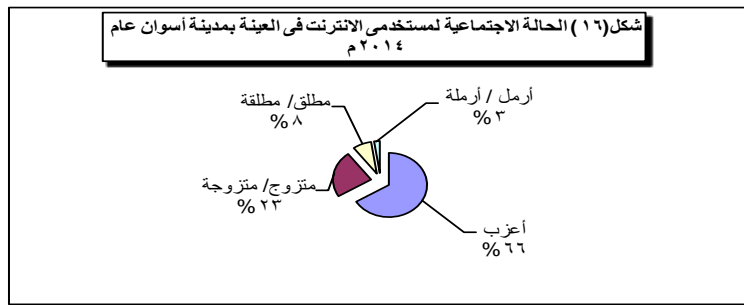 شكل(١٦ ) الحالة الاجتماعية لمستخدمى الانترنت فى العينة بمدينة أسوان عام
٢٠١٤ م
أرمل / أرملة
٣ %
مطلق/ مطلقة
٨ %
متزوج/ متزوجة
٢٣ %
أعزب
٦٦ %